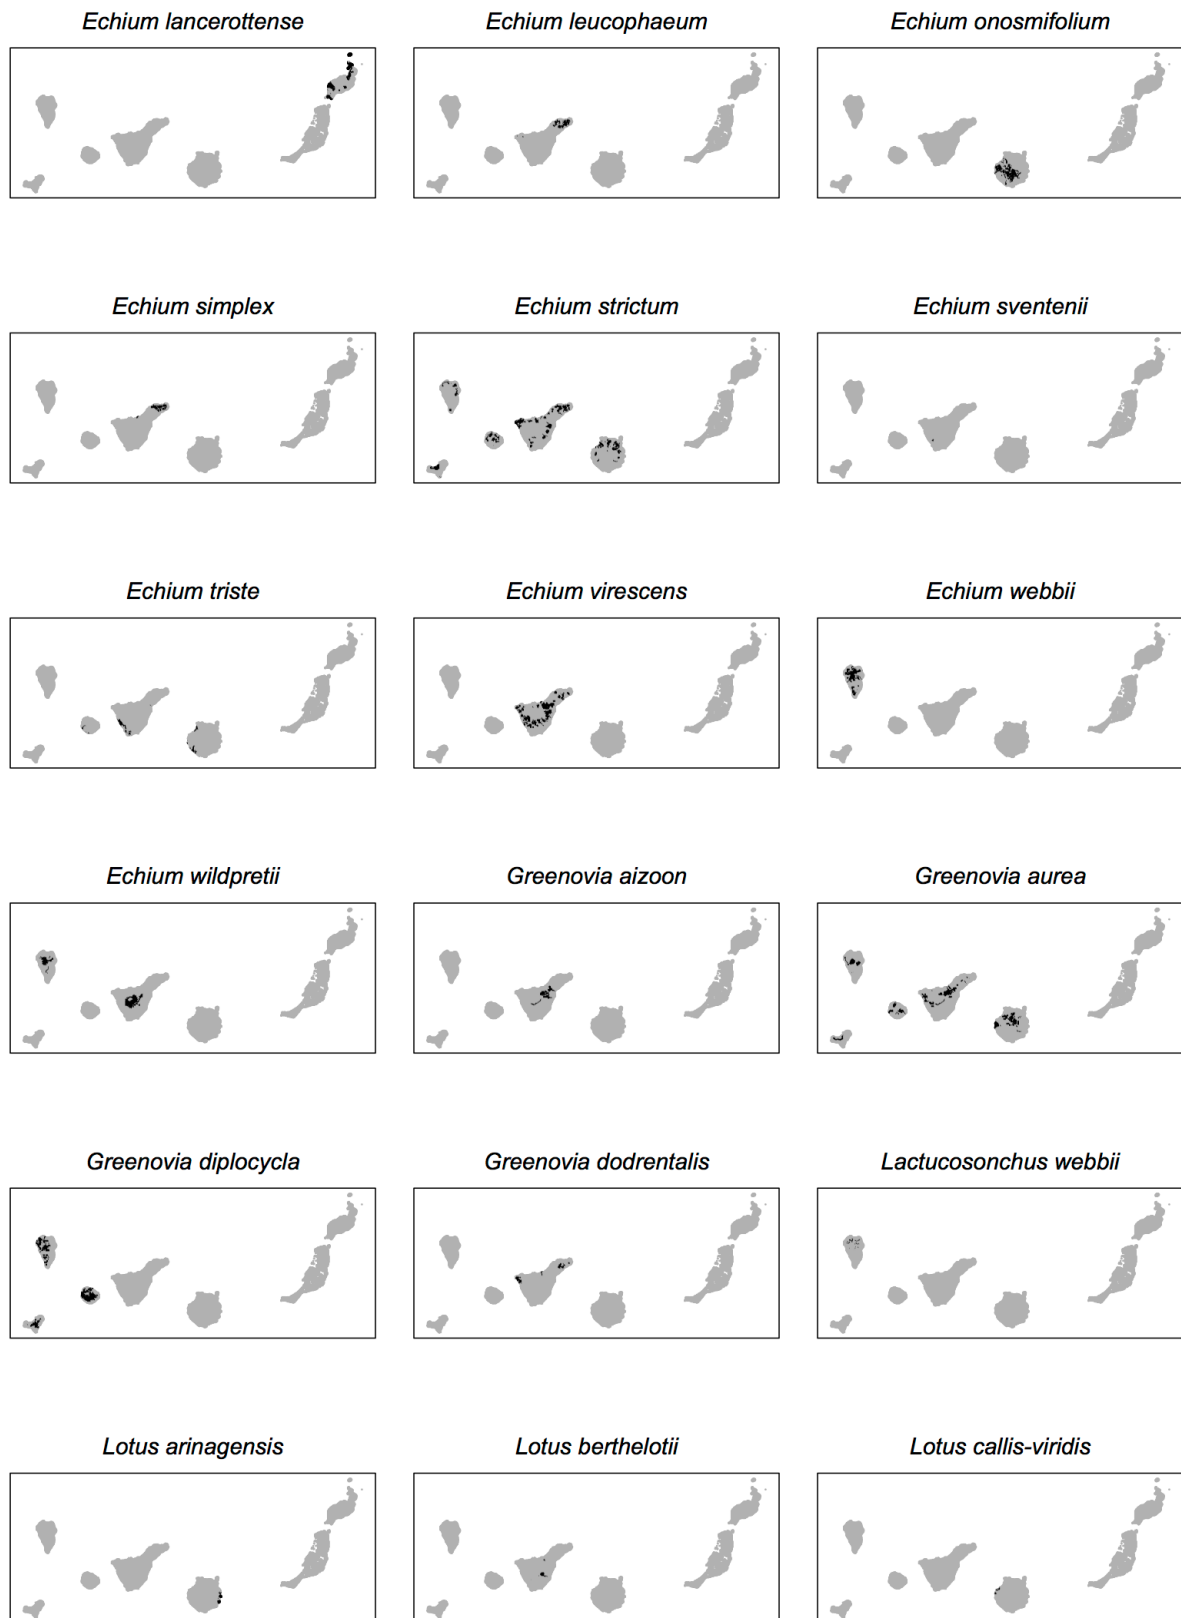 Echium lancerottense Echium leucophaeum Echium onosmifolium
Echium simplex Echium strictum Echium sventenii
Echium triste Echium virescens Echium webbii
Echium wildpretii Greenovia aizoon Greenovia aurea
Greenovia diplocycla Greenovia dodrentalis Lactucosonchus webbii
Lotus arinagensis Lotus berthelotii Lotus callis-viridis